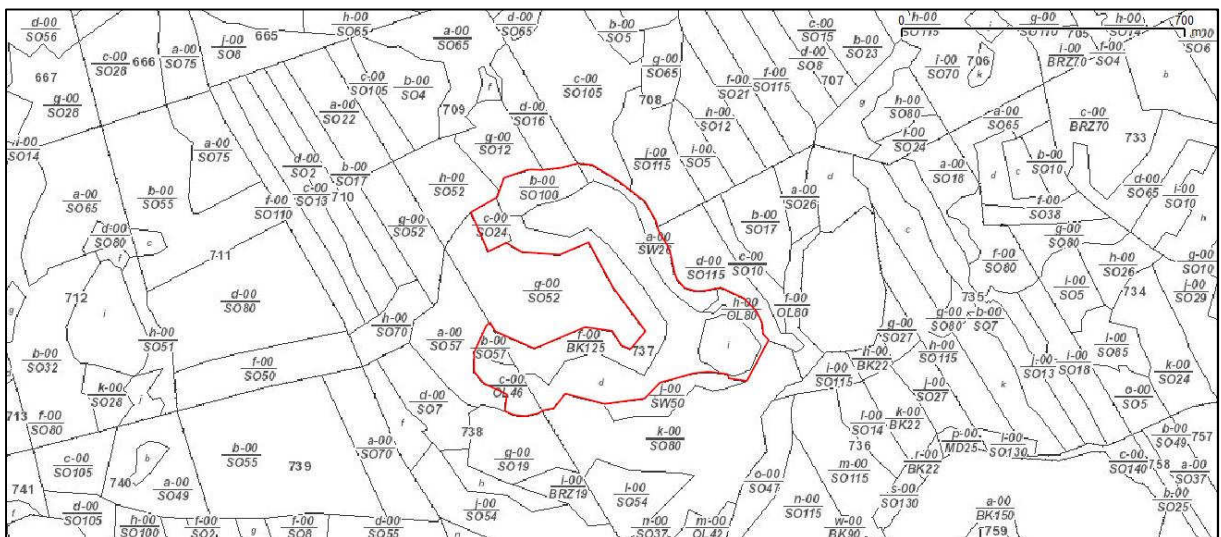 d-00
SO56
h-00
SO65
d-00
SO65
b-00
SO5
c-00
SO15
h-00
SO115
0
g-00
SO110
h-00
SO14
700
m
i
j-00
SO8
665
a-00
SO65
b-00
SO23
705
j-00
SO6
c-00
SO28
666
a-00
SO75
667
c-00
SO105
b-00
SO4
f
c-00
SO105
g-00
SO65
d-00
SO8
707
f-00
SO21
f-00
SO115
i-00
SO70
706
k
i-00
BRZ70
f-00
SO4
b
g-00
SO28
a-00
SO22
709
d-00
SO16
708
h-00
SO12
g
h-00
SO80
a-00
SO65
c-00
BRZ70
733
i-00
SO14
a-00
SO75
d-00
SO2
b-00
SO17
g-00
SO12
j-00
SO115
i-00
SO5
f-00
SO24
a-00
SO18
d
c
b-00
SO10
d-00
SO65
i-00
SO10
h
a-00
SO65
b-00
SO55
c-00
SO13
710
h-00
SO52
b-00
SO100
a-00
SO26
d
f-00
SO110
g-00
SO52
c-00
SO24
b-00
SO17
c
f-00
SO38
d-00
SO80
c
f
711
a-00
SW26
g-00
SO80
g-00
SO10
712
i
d-00
SO80
g-00
SO52
d-00
SO115
c-00
SO10
f-00
SO80
h-00
SO26
734
i-00
SO5
j-00
SO29
g
h-00
SO70
h-00
OL80
f-00
OL80
735
g-00
SO80
b-00
SO7
h-00
SO51
a-00
SO57
b-00
SO57
f-00
BK125
737
i
g-00
SO27
l-00
SO65
b-00
SO32
f-00
SO50
h-00
BK22
h-00
SO115
j-00
SO13
i-00
SO18
k-00
SO24
k-00
SO26
j
c-00
OL46
d
j-00
SW50
i-00
SO115
j-00
SO27
k
o-00
SO5
713
f-00
SO80
d-00
SO7
f
738
k-00
SO80
l-00
SO14
k-00
BK22
736
p-00
MD25
l-00
SO130
b-00
SO49
757
c-00
SO105
b
b-00
SO55
739
a-00
SO70
g-00
SO19
r-00
BK22
c-00
SO140
758
a-00
SO37
741
740
a-00
SO49
h
i-00
BRZ19
l-00
SO54
o-00
SO47
m-00
SO115
s-00
SO130
b-00
SO25
f
d-00
SO105
h-00
SO100
f-00
SO2
g
f-00
SO8
d-00
SO55
j-00
SO54
n-00
SO37
m-00
OL42
n-00
SO115
w-00
BK90
a-00
BK150
759